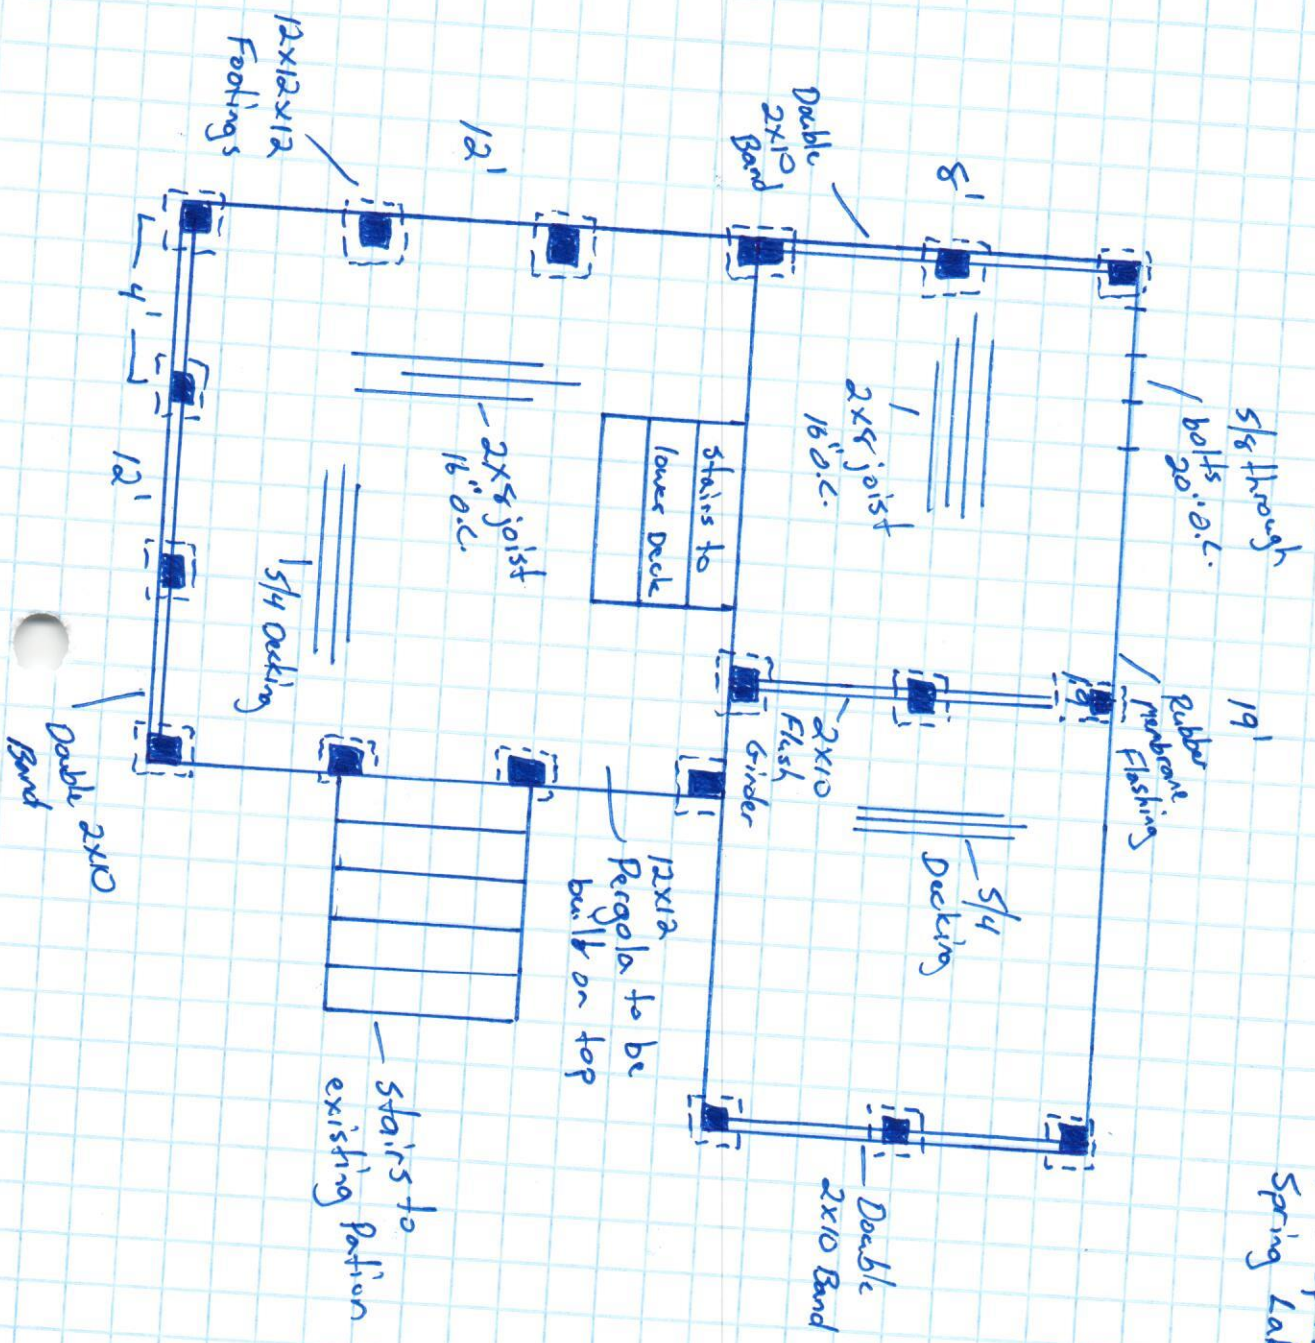 Spring
5/8 through
bolts
20" O.C.
19'
Rubber
membrane
Flashing
8'
Double
2x10
Band
2x8 joist
16" O.C.
5/4
Decking
Double
2x10 Band
2x10
Flush
Girder
stairs to
lower Deck
12x12
Pergola to be
built on top
12'
2x8 joist
16" O.C.
5/4 Decking
stairs to
existing Pation
12x12x12
Footings
4'
12'
Double 2x10
Band